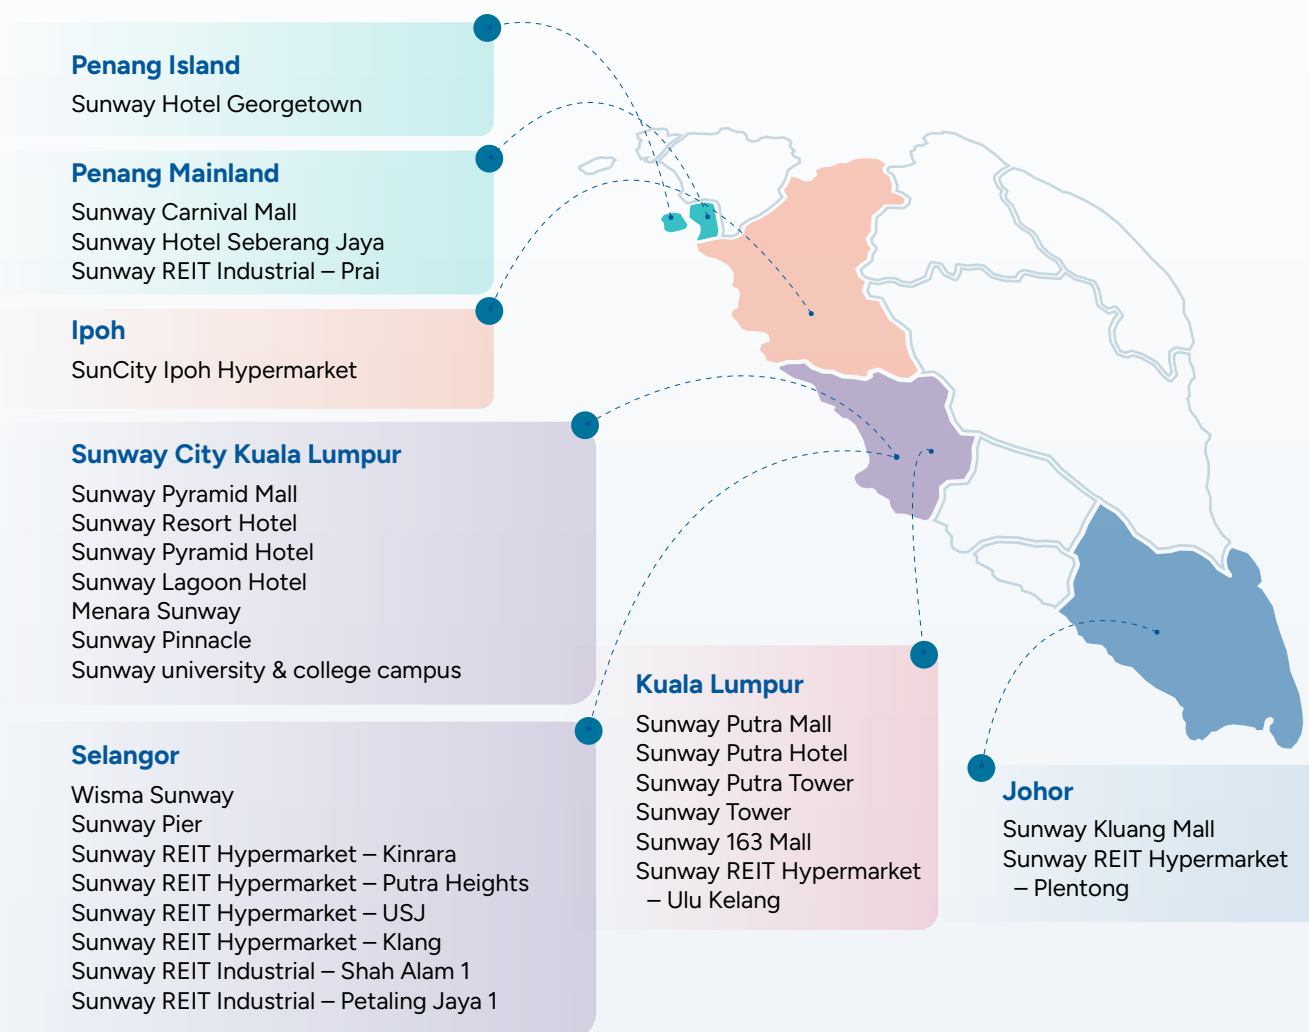 Penang Island
Sunway Hotel Georgetown
Penang Mainland
Sunway Carnival Mall
Sunway Hotel Seberang Jaya
Sunway REIT Industrial – Prai
Ipoh
SunCity Ipoh Hypermarket
Sunway City Kuala Lumpur
Sunway Pyramid Mall
Sunway Resort Hotel
Sunway Pyramid Hotel
Sunway Lagoon Hotel
Menara Sunway
Sunway Pinnacle
Sunway university & college campus
Selangor
Wisma Sunway
Sunway Pier
Sunway REIT Hypermarket – Kinrara
Sunway REIT Hypermarket – Putra Heights
Sunway REIT Hypermarket – USJ
Sunway REIT Hypermarket – Klang
Sunway REIT Industrial – Shah Alam 1
Sunway REIT Industrial – Petaling Jaya 1
Kuala Lumpur
Sunway Putra Mall
Sunway Putra Hotel
Sunway Putra Tower
Sunway Tower
Sunway 163 Mall
Sunway REIT Hypermarket
– Ulu Kelang
Johor
Sunway Kluang Mall
Sunway REIT Hypermarket
– Plentong